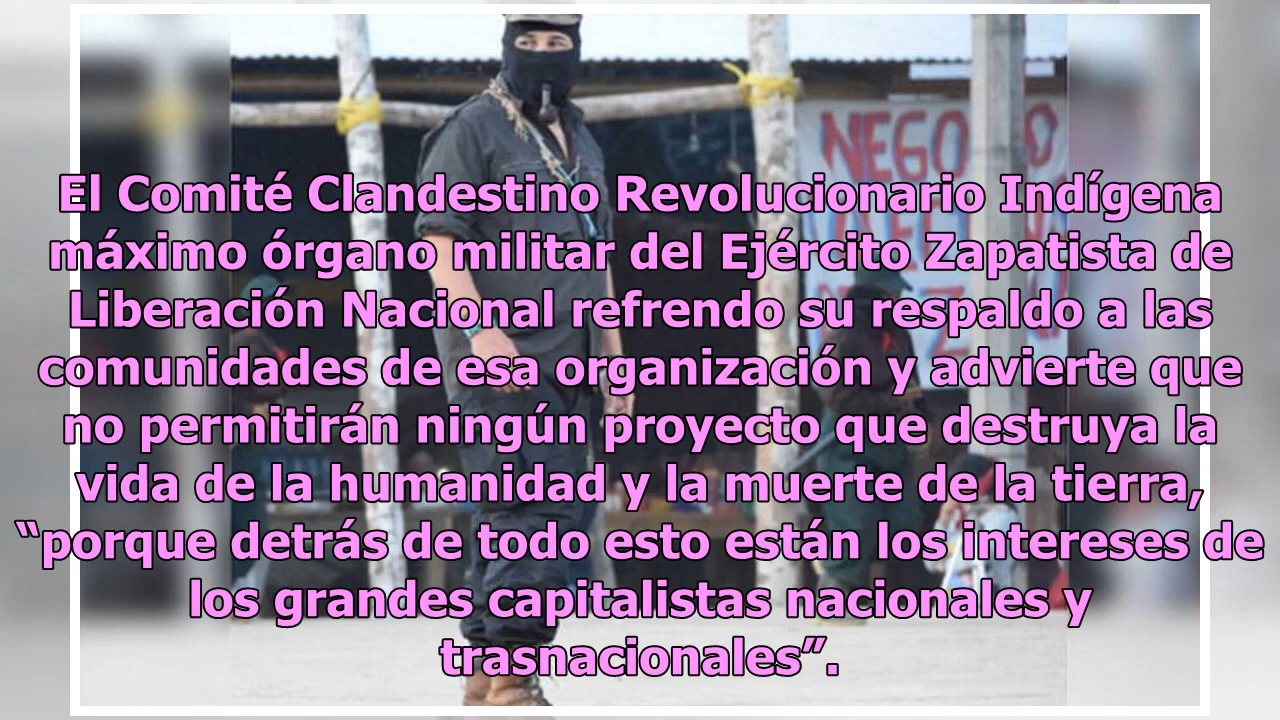 NEGO
El Comité Clandestino Revolucionario Indígena
máximo órgano militar del Ejército Zapatista de
Liberación Nacional refrendo su respaldo a las
comunidades de esa organización y advierte que
no permitirán ningún proyecto que destruya la
vida de la humanidad y la muerte de la tierra,
“porque detrás de todo esto están los intereses de
los grandes capitalistas nacionales y
trasnacionales”.